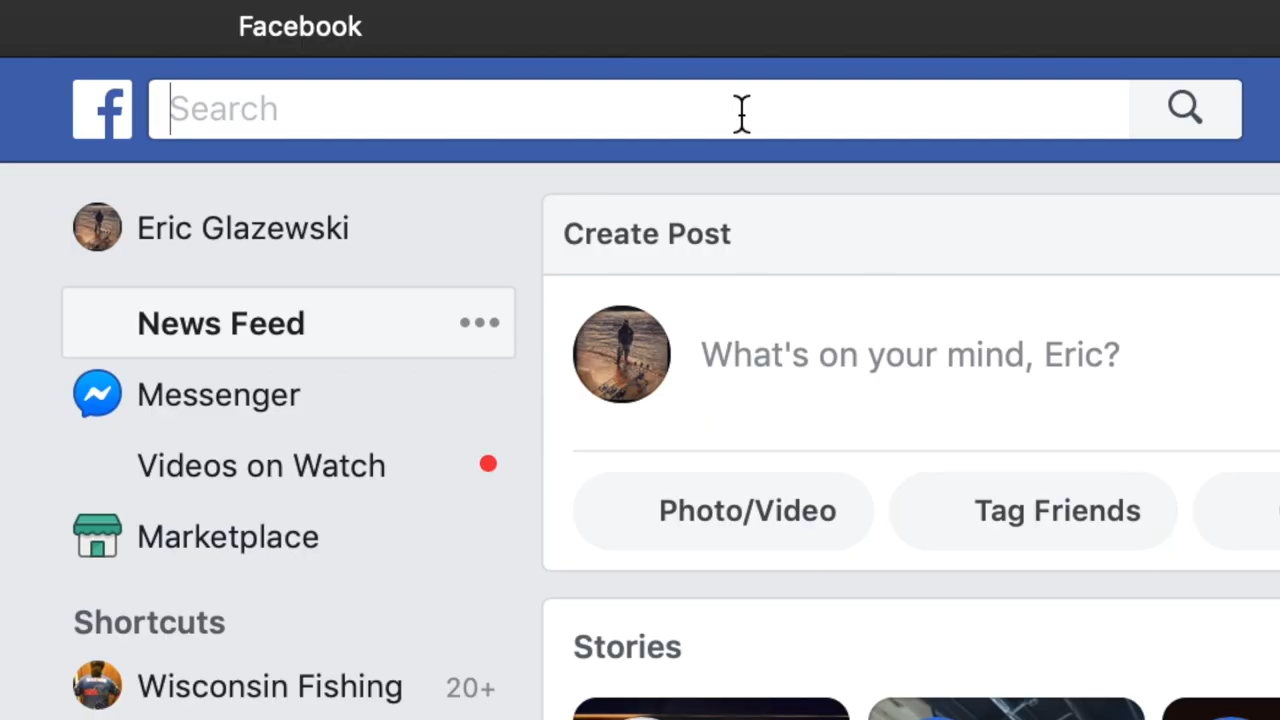 Facebook
Search
Eric Glazewski
News Feed
Messenger
Videos on Watch
Marketplace
Shortcuts
Wisconsin Fishing 20+
Create Post
What's on your mind, Eric?
Photo/Video Tag Friends
Stories